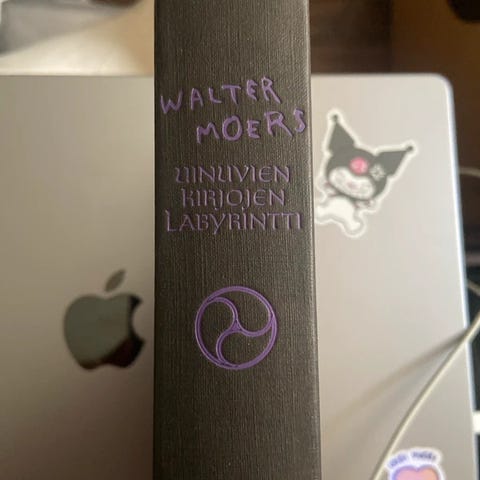 WALTER
MOERS
UINUVIEN
KIRJOJEN
LABYRINTTI